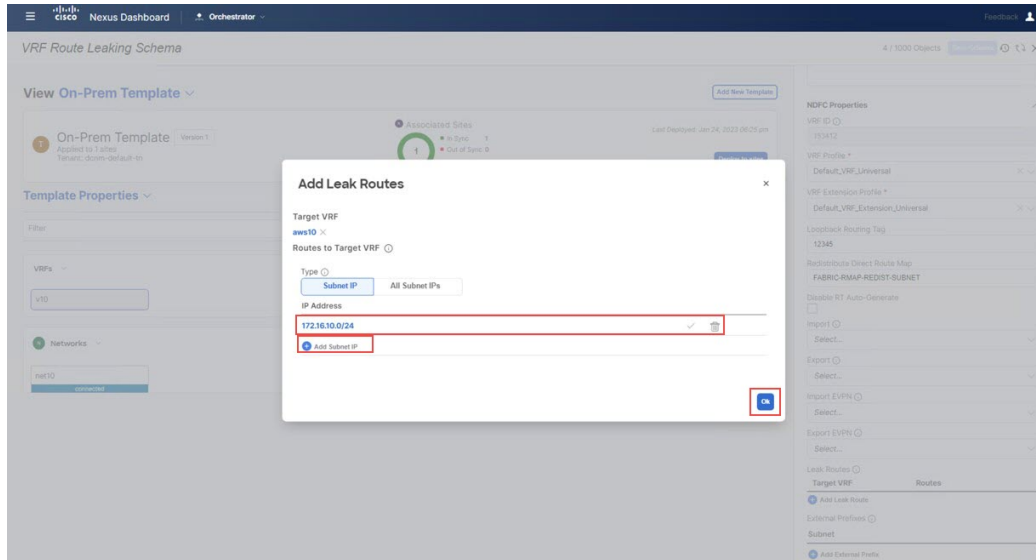 cisco Nexus Dashboard Orchestrator Feedback
VRF Route Leaking Schema
4 / 1000 Objects
View On-Prem Template
Add New Template
T On-Prem Template Version 1
Applied to 1 sites
Tenant: dcnm-default-tn
Associated Sites
1
In Sync 1
Out of Sync 0
Last Deployed: Jan 24, 2023 06:25 pm
Deploy to sites
Template Properties
Filter
VRFs
v10
Networks
net10
Add Leak Routes
Target VRF
aws10
Routes to Target VRF
Type
Subnet IP All Subnet IPs
IP Address
172.16.10.0/24
Add Subnet IP
Ok
NDFC Properties
VRF ID
VRF Profile *
Default_VRF_Universal
VRF Extension Profile *
Default_VRF_Extension_Universal
Loopback Routing Tag
12345
Redistribute Direct Route Map
FABRIC-RMAP-REDIST-SUBNET
Disable RT Auto-Generate
Import
Select...
Export
Select...
Import EVPN
Select...
Export EVPN
Select...
Leak Routes
Target VRF Routes
Add Leak Route
External Prefixes
Subnet
Add External Prefix